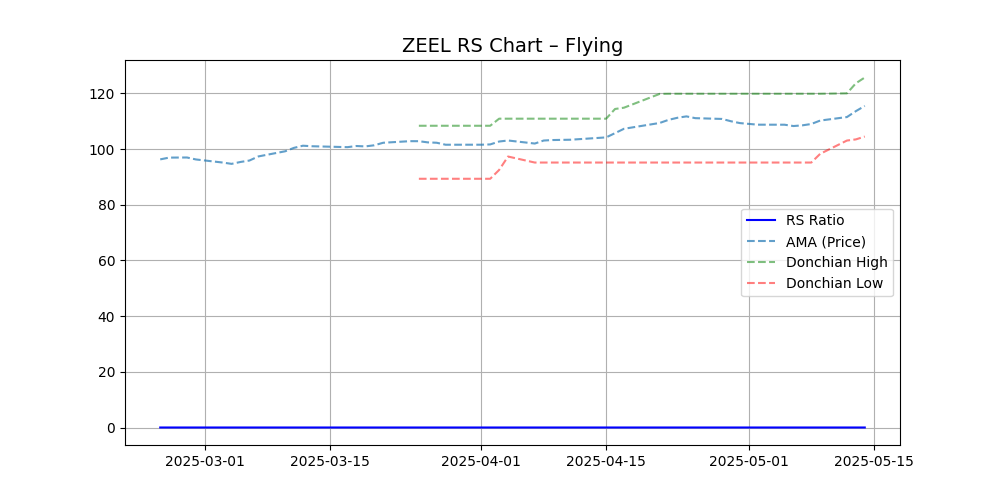 ZEEL RS Chart – Flying
120
100
80
60
40
20
0
RS Ratio
AMA (Price)
Donchian High
Donchian Low
2025-03-01 2025-03-15 2025-04-01 2025-04-15 2025-05-01 2025-05-15